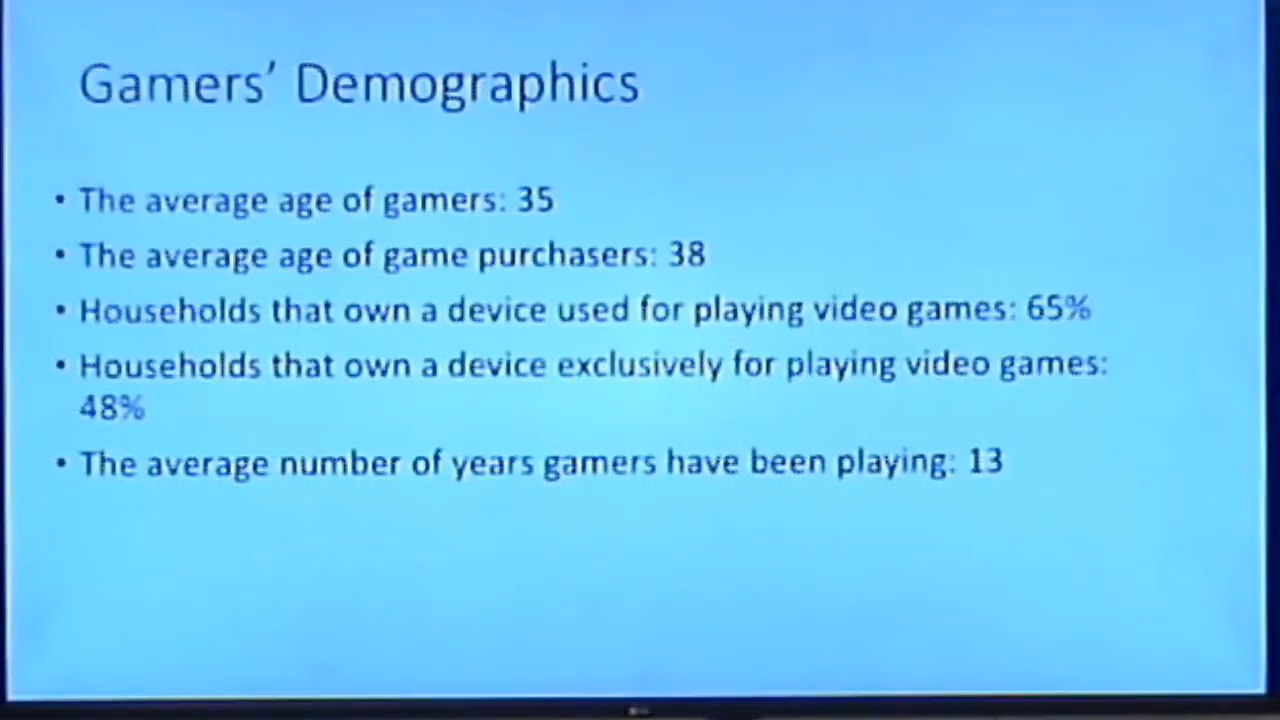 Gamers’ Demographics
• The average age of gamers: 35
• The average age of game purchasers: 38
• Households that own a device used for playing video games: 65%
• Households that own a device exclusively for playing video games:
48%
• The average number of years gamers have been playing: 13